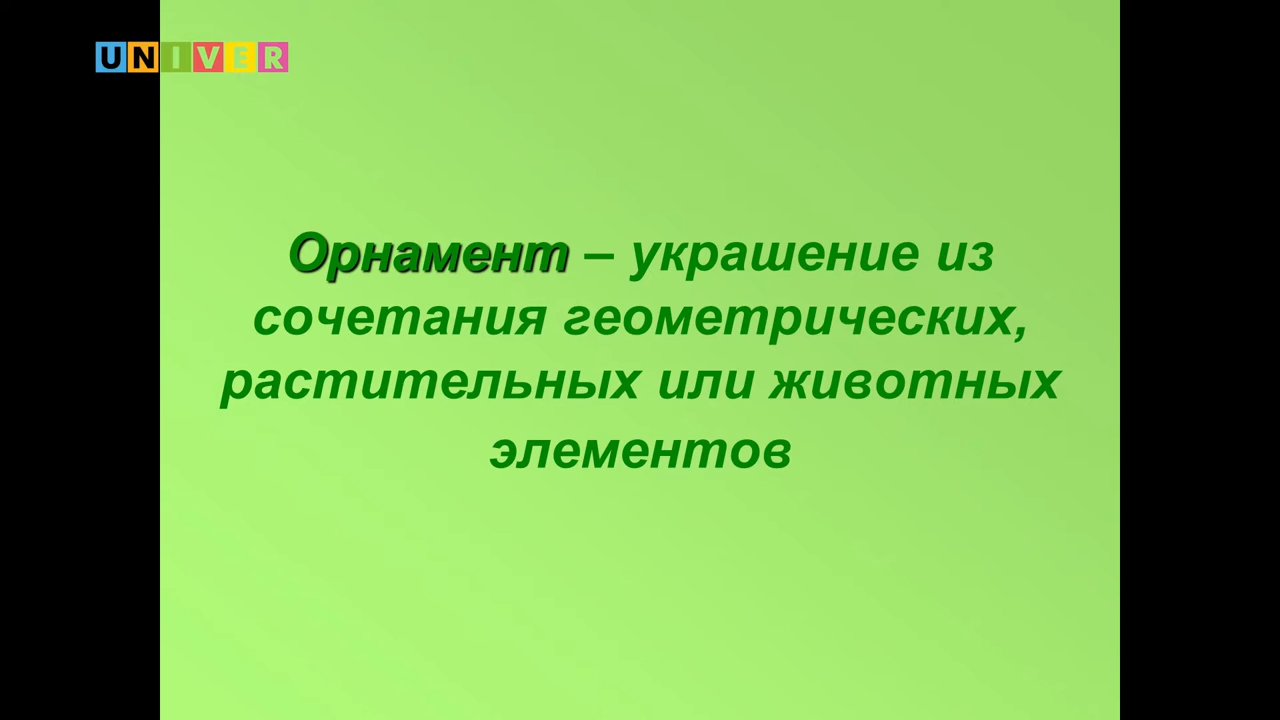 UNIVER
Орнамент – украшение из
сочетания геометрических,
растительных или животных
элементов